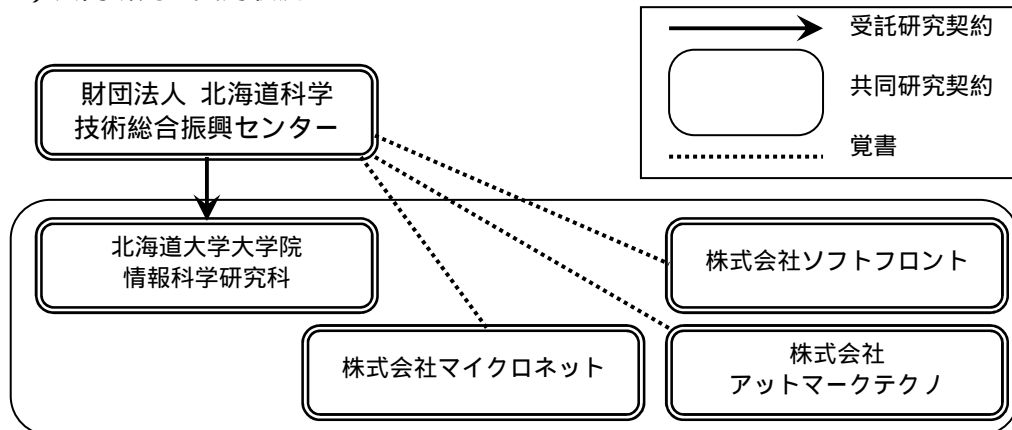 受託研究契約
共同研究契約
覚書
財団法人 北海道科学
技術総合振興センター
北海道大学大学院
情報科学研究科
株式会社ソフトフロント
株式会社マイクロネット
株式会社
アットマークテクノ